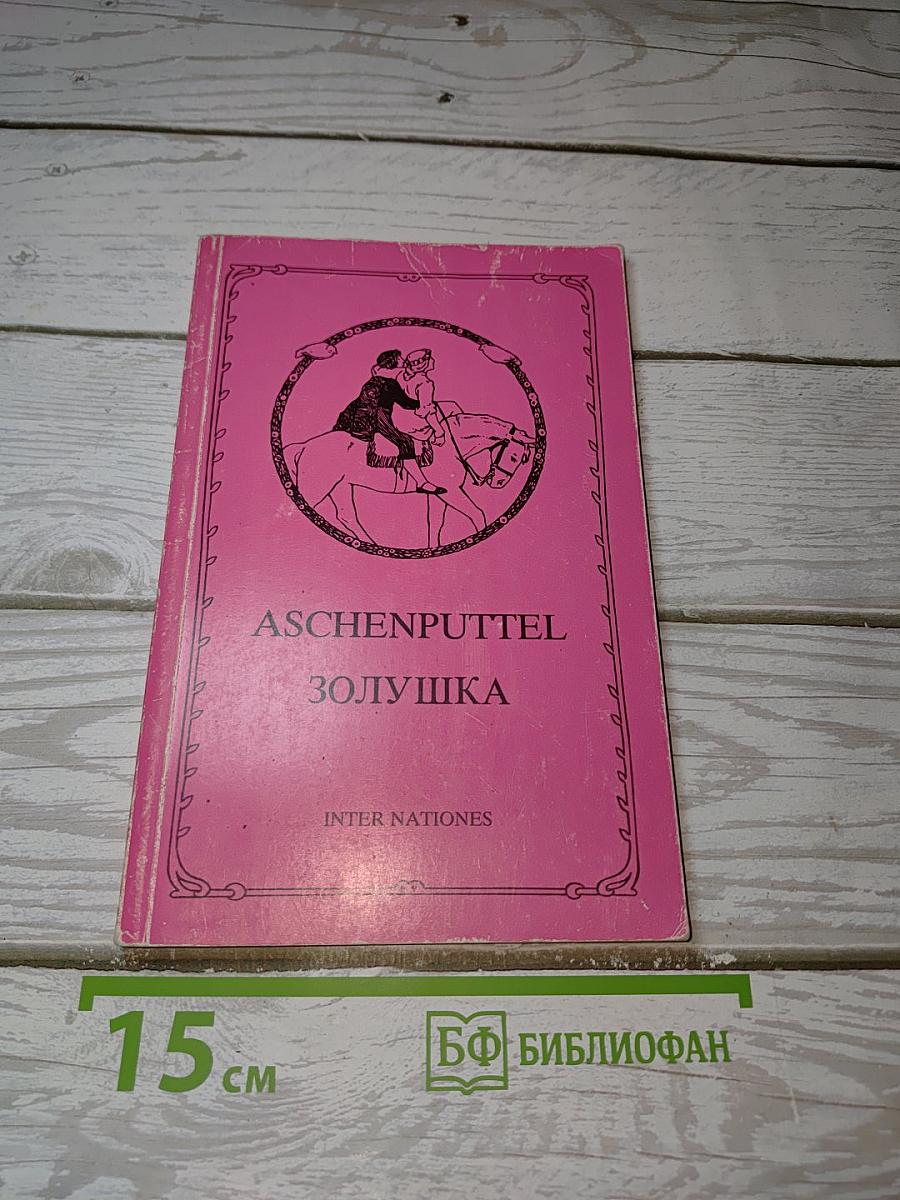 ASCHENPUTTEL
ЗОЛУШКА
INTER NATIONES
15 см
БФ БИБЛИОФАН